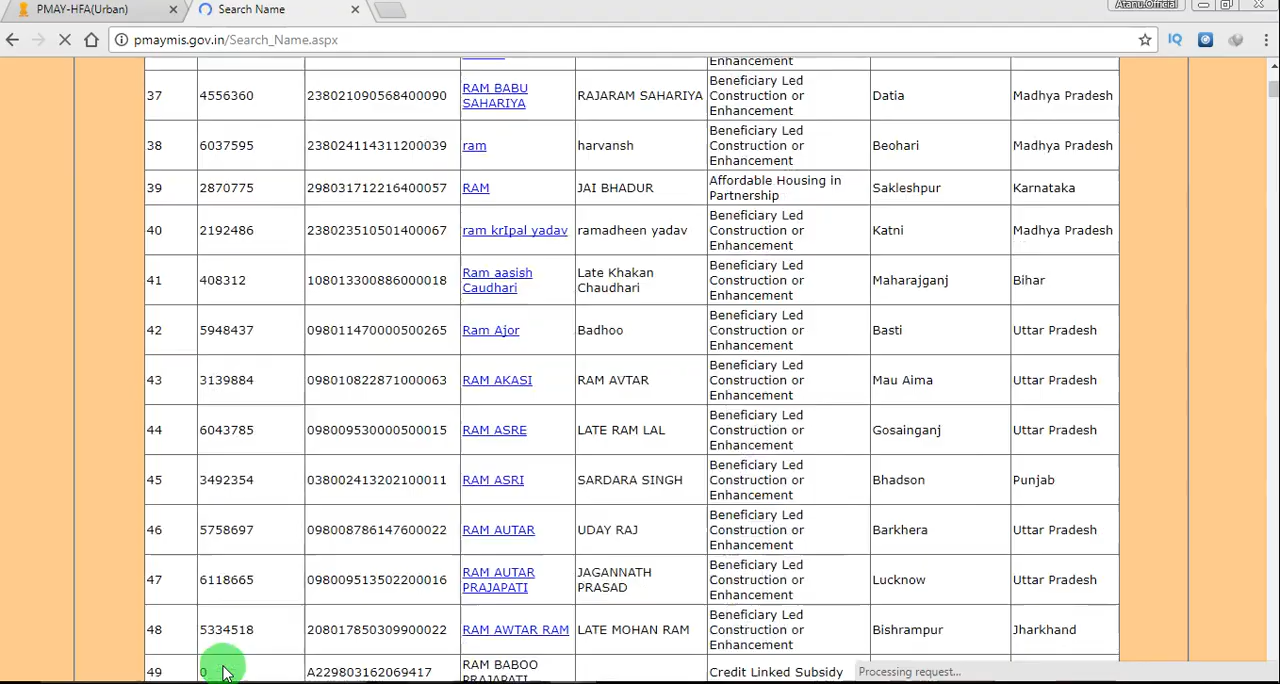 PMAY-HFA(Urban)
Search Name
Atanu.Official
pmaymis.gov.in/Search_Name.aspx
IQ
Enhancement
37 4556360 238021090568400090 RAM BABU SAHARIYA RAJARAM SAHARIYA Beneficiary Led Construction or Enhancement Datia Madhya Pradesh
38 6037595 238024114311200039 ram harvansh Beneficiary Led Construction or Enhancement Beohari Madhya Pradesh
39 2870775 298031712216400057 RAM JAI BHADUR Affordable Housing in Partnership Sakleshpur Karnataka
40 2192486 238023510501400067 ram krIpal yadav ramadheen yadav Beneficiary Led Construction or Enhancement Katni Madhya Pradesh
41 408312 108013300886000018 Ram aasish Caudhari Late Khakan Chaudhari Beneficiary Led Construction or Enhancement Maharajganj Bihar
42 5948437 098011470000500265 Ram Ajor Badhoo Beneficiary Led Construction or Enhancement Basti Uttar Pradesh
43 3139884 098010822871000063 RAM AKASI RAM AVTAR Beneficiary Led Construction or Enhancement Mau Aima Uttar Pradesh
44 6043785 098009530000500015 RAM ASRE LATE RAM LAL Beneficiary Led Construction or Enhancement Gosainganj Uttar Pradesh
45 3492354 038002413202100011 RAM ASRI SARDARA SINGH Beneficiary Led Construction or Enhancement Bhadson Punjab
46 5758697 098008786147600022 RAM AUTAR UDAY RAJ Beneficiary Led Construction or Enhancement Barkhera Uttar Pradesh
47 6118665 098009513502200016 RAM AUTAR PRAJAPATI JAGANNATH PRASAD Beneficiary Led Construction or Enhancement Lucknow Uttar Pradesh
48 5334518 208017850309900022 RAM AWTAR RAM LATE MOHAN RAM Beneficiary Led Construction or Enhancement Bishrampur Jharkhand
49 0 A229803162069417 RAM BABOO PRAJAPATI Credit Linked Subsidy
Processing request...